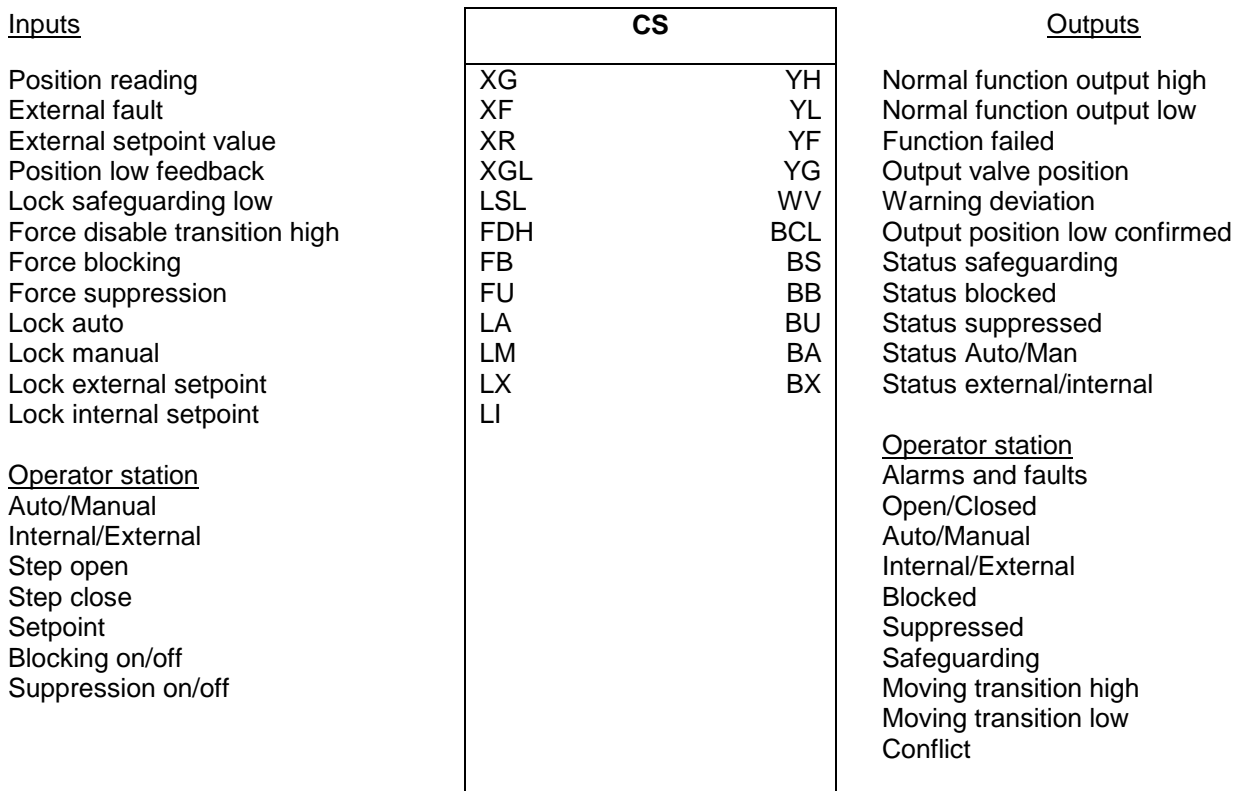 Inputs CS Outputs
Position reading XG YH Normal function output high
External fault XF YL Normal function output low
External setpoint value XR YF Function failed
Position low feedback XGL YG Output valve position
Lock safeguarding low LSL WV Warning deviation
Force disable transition high FDH BCL Output position low confirmed
Force blocking FB BS Status safeguarding
Force suppression FU BB Status blocked
Lock auto LA BU Status suppressed
Lock manual LM BA Status Auto/Man
Lock external setpoint LX BX Status external/internal
Lock internal setpoint LI
Operator station
Auto/Manual
Internal/External
Step open
Step close
Setpoint
Blocking on/off
Suppression on/off
Operator station
Alarms and faults
Open/Closed
Auto/Manual
Internal/External
Blocked
Suppressed
Safeguarding
Moving transition high
Moving transition low
Conflict